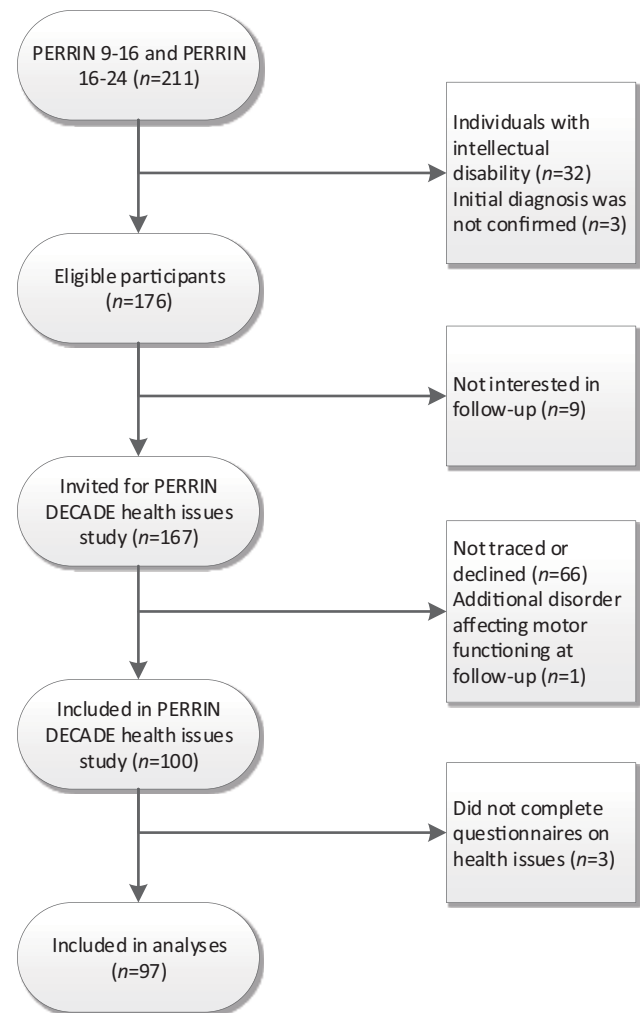 PERRIN 9-16 and PERRIN
16-24 (n=211)
Individuals with
intellectual
disability (n=32)
Initial diagnosis was
not confirmed (n=3)
Eligible participants
(n=176)
Not interested in
follow-up (n=9)
Invited for PERRIN
DECADE health issues
study (n=167)
Not traced or
declined (n=66)
Additional disorder
affecting motor
functioning at
follow-up (n=1)
Included in PERRIN
DECADE health issues
study (n=100)
Did not complete
questionnaires on
health issues (n=3)
Included in analyses
(n=97)